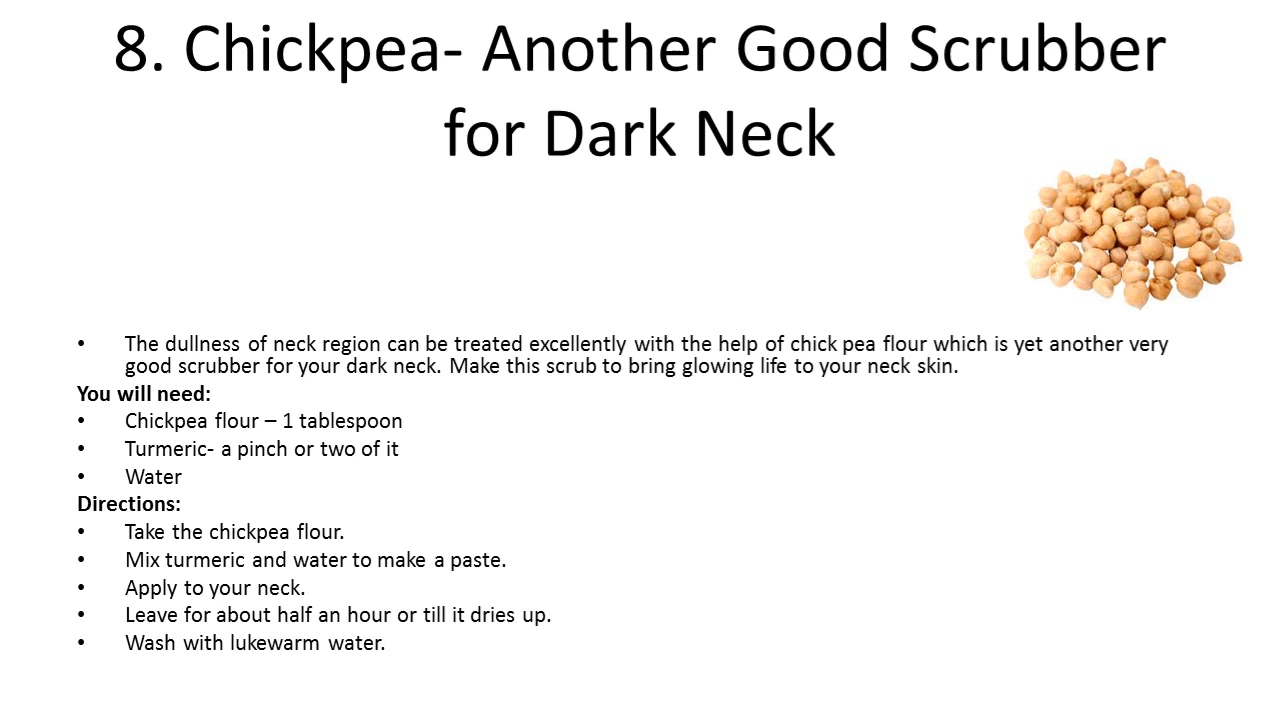 8. Chickpea- Another Good Scrubber
for Dark Neck
• The dullness of neck region can be treated excellently with the help of chick pea flour which is yet another very
good scrubber for your dark neck. Make this scrub to bring glowing life to your neck skin.
You will need:
• Chickpea flour – 1 tablespoon
• Turmeric- a pinch or two of it
• Water
Directions:
• Take the chickpea flour.
• Mix turmeric and water to make a paste.
• Apply to your neck.
• Leave for about half an hour or till it dries up.
• Wash with lukewarm water.